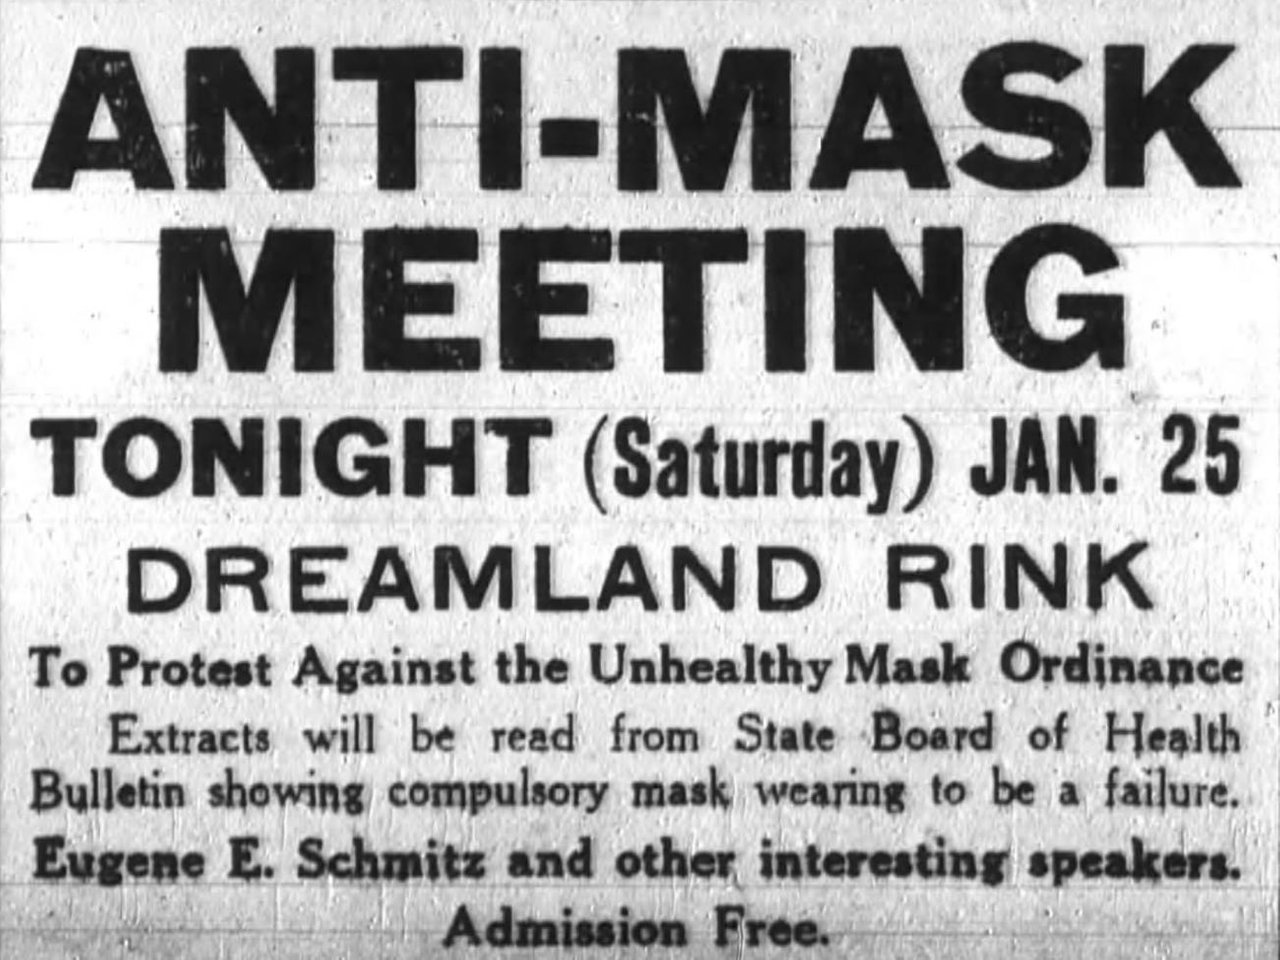 ANTI-MASK
MEETING
TONIGHT (Saturday) JAN. 25
DREAMLAND RINK
To Protest Against the Unhealthy Mask Ordinance
Extracts will be read from State Board of Health
Bulletin showing compulsory mask wearing to be a failure.
Eugene E. Schmitz and other interesting speakers.
Admission Free.